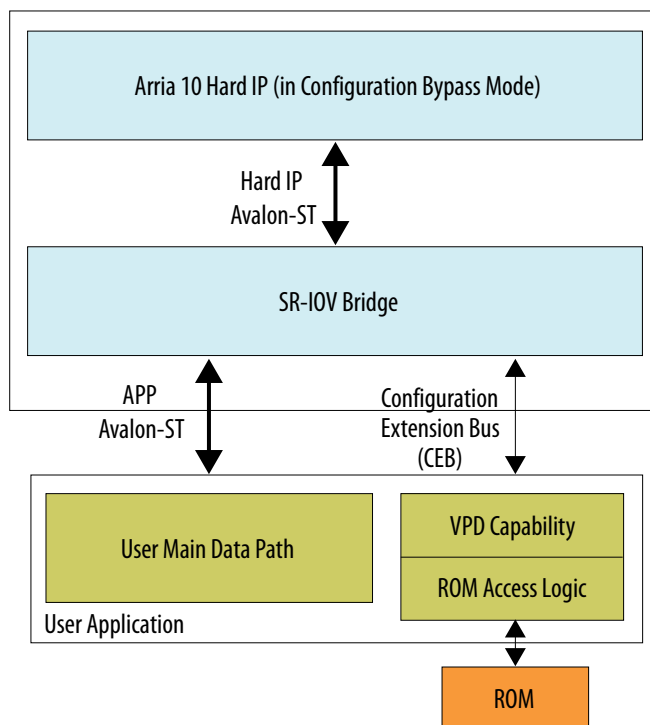 Arria 10 Hard IP (in Configuration Bypass Mode)
Hard IP
Avalon-ST
SR-IOV Bridge
APP
Avalon-ST
Configuration
Extension Bus
(CEB)
User Main Data Path
VPD Capability
ROM Access Logic
User Application
ROM